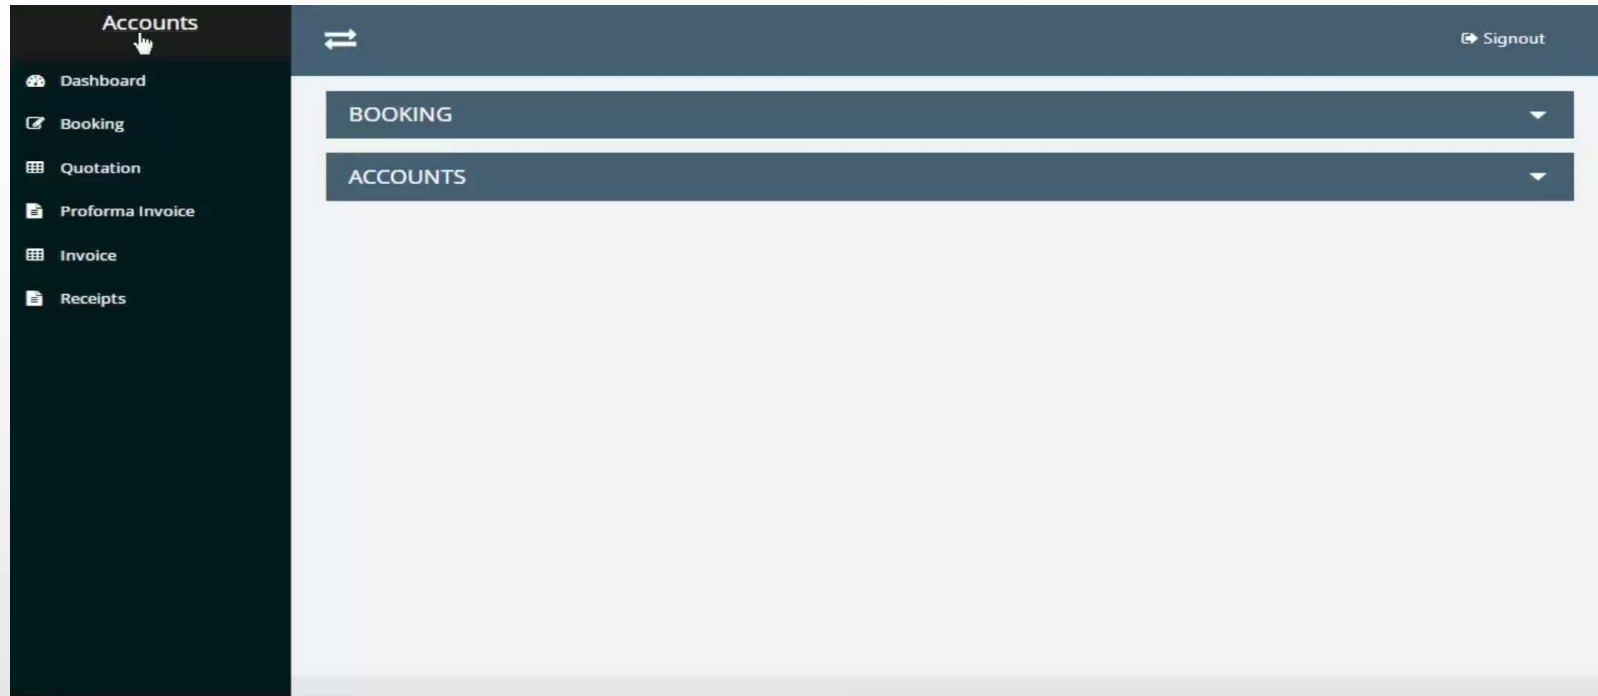 Accounts
Signout
Dashboard
Booking
Quotation
Proforma Invoice
Invoice
Receipts
BOOKING
ACCOUNTS